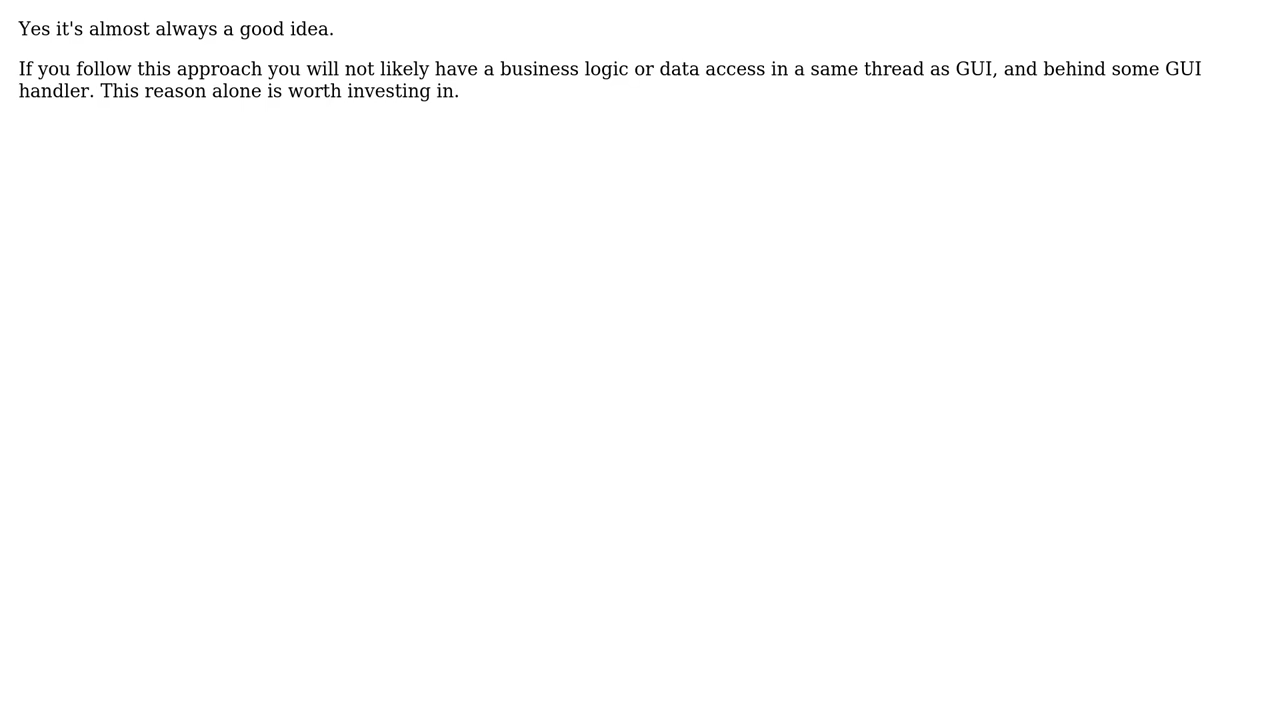 Yes it's almost always a good idea.
If you follow this approach you will not likely have a business logic or data access in a same thread as GUI, and behind some GUI
handler. This reason alone is worth investing in.